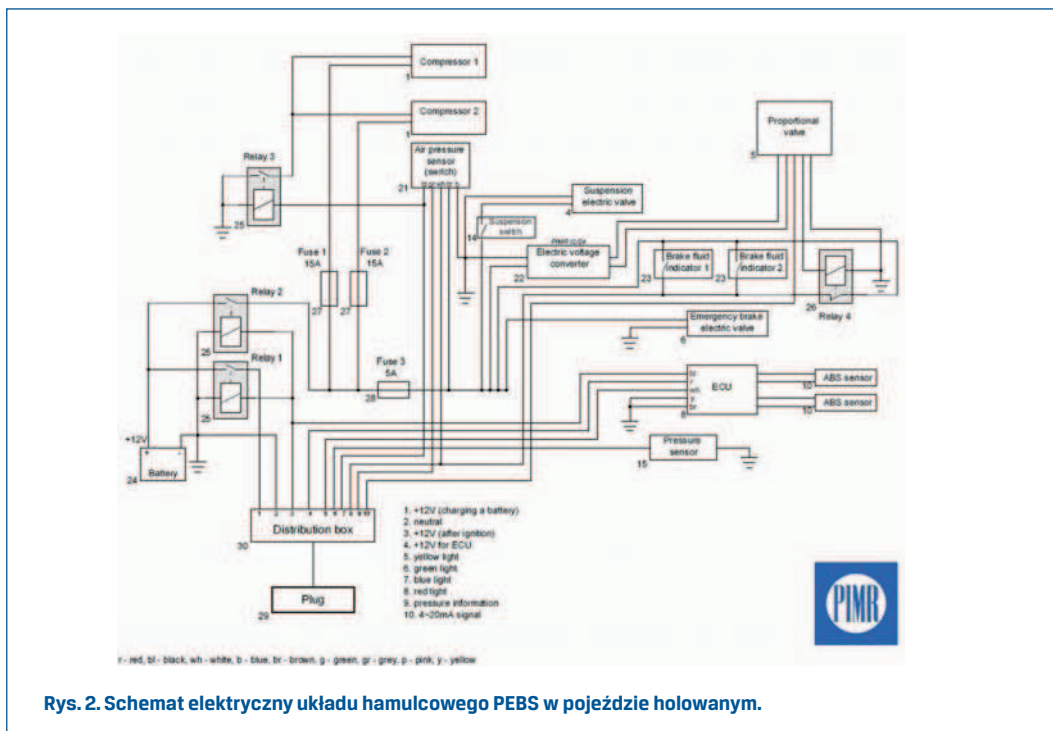 Compressor 1
1
Compressor 2
1
Relay 3
25
Air pressure
sensor
(switch)
21
Proportional
valve
5
Suspension
electric valve
4
Suspension
switch
14
Electric voltage
converter
22
Brake fluid
indicator 1
23
Brake fluid
indicator 2
23
26
Relay 4
Fuse 1
15A
27
Fuse 2
15A
27
Relay 2
25
Relay 1
25
Fuse 3
5A
28
Emergency brake
electric valve
6
bl
r
wh
y
br
ECU
8
ABS sensor
10
ABS sensor
10
Pressure
sensor
15
+12V
+ -
Battery
24
1 2 3 4 5 6 7 8 9 10
Distribution box
30
Plug
29
1. +12V (charging a battery)
2. neutral
3. +12V (after ignition)
4. +12V for ECU
5. yellow light
6. green light
7. blue light
8. red light
9. pressure information
10. 4~20mA signal
PIMR
r - red, bl - black, wh - white, b - blue, br - brown, g - green, gr - grey, p - pink, y - yellow
Rys. 2. Schemat elektryczny układu hamulcowego PEBS w pojeździe holowanym.